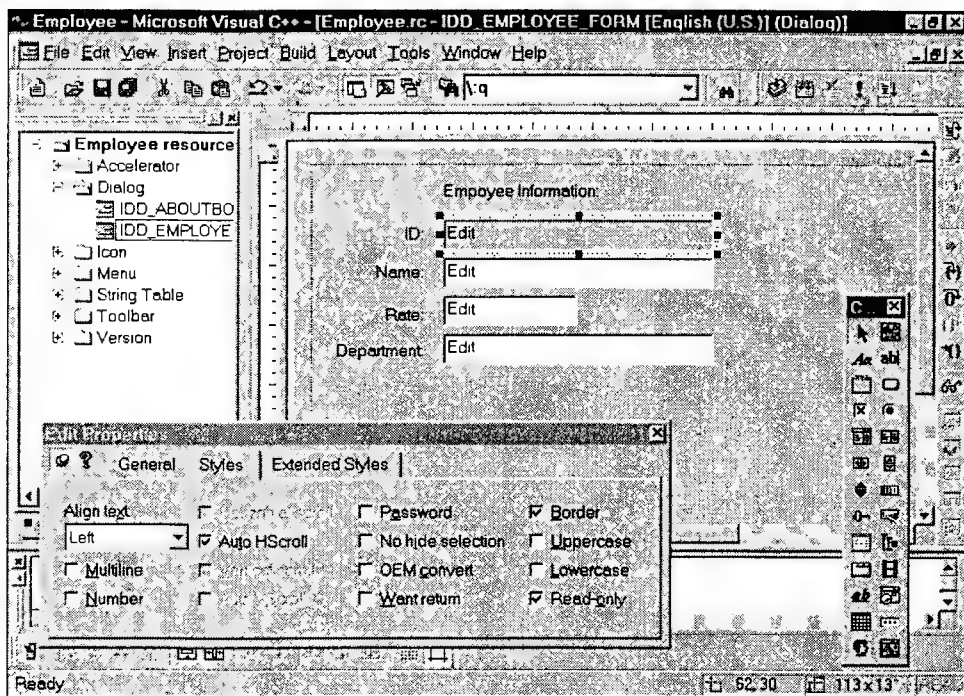 Employee - Microsoft Visual C++ - [Employee.rc - IDD_EMPLOYEE_FORM [English (U.S.)] (Dialog)]
File Edit View Insert Project Build Layout Tools Window Help
\:q
Employee resource
Accelerator
Dialog
IDD_ABOUTBO
IDD_EMPLOYE
Icon
Menu
String Table
Toolbar
Version
Empoyee Information:
ID: Edit
Name: Edit
Rate: Edit
Department: Edit
C...
Aa ab|
Edit Properties
General Styles Extended Styles
Align text:
Left
Multiline
Number
Auto HScroll
Password
No hide selection
OEM convert
Want return
Border
Uppercase
Lowercase
Read-only
Ready
62,30 113x13